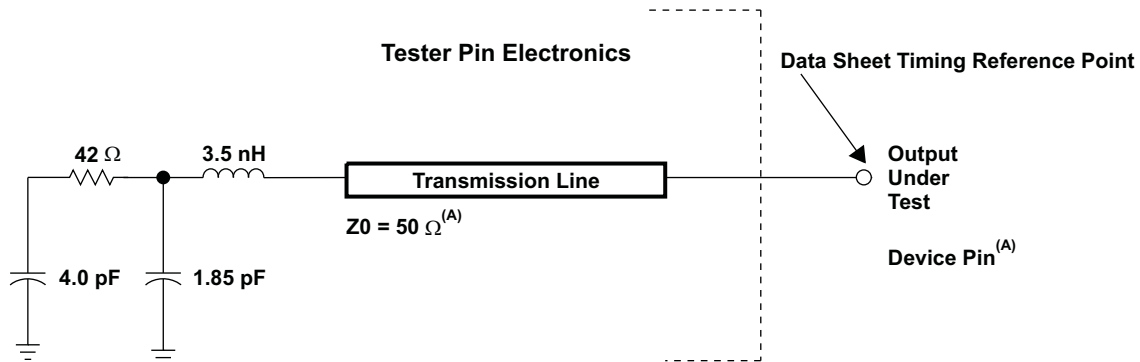 Tester Pin Electronics
Data Sheet Timing Reference Point
42 Ω
3.5 nH
Transmission Line
Output
Under
Test
Z0 = 50 Ω(A)
Device Pin(A)
4.0 pF
1.85 pF